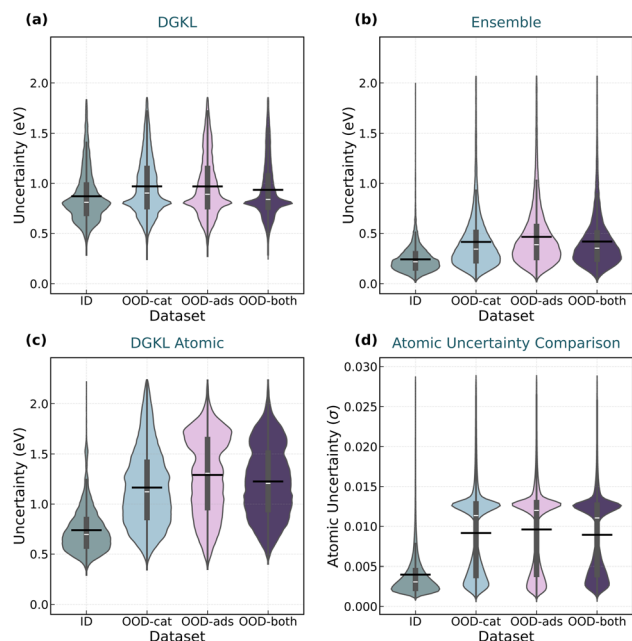 (a) DGKL
Uncertainty (eV)
2.0
1.5
1.0
0.5
0.0
ID OOD-cat OOD-ads OOD-both
Dataset
(b) Ensemble
Uncertainty (eV)
2.0
1.5
1.0
0.5
0.0
ID OOD-cat OOD-ads OOD-both
Dataset
(c) DGKL Atomic
Uncertainty (eV)
2.0
1.5
1.0
0.5
0.0
ID OOD-cat OOD-ads OOD-both
Dataset
(d) Atomic Uncertainty Comparison
Atomic Uncertainty (σ)
0.030
0.025
0.020
0.015
0.010
0.005
0.000
ID OOD-cat OOD-ads OOD-both
Dataset